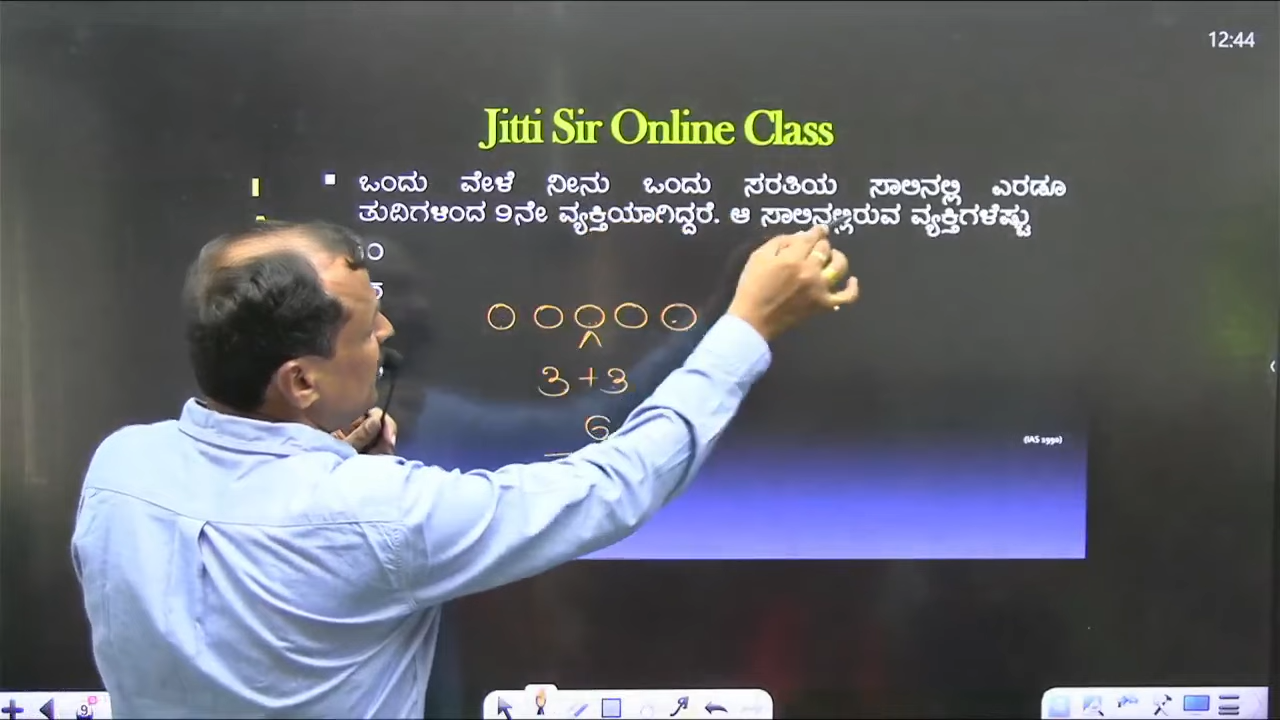 12:44
Jitti Sir Online Class
ಒಂದು ವೇಳೆ ನೀನು ಒಂದು ಸರತಿಯ ಸಾಲಿನಲ್ಲಿ ಎರಡೂ
ತುದಿಗಳಿಂದ 9ನೇ ವ್ಯಕ್ತಿಯಾಗಿದ್ದರೆ. ಆ ಸಾಲಿನಲ್ಲಿರುವ ವ್ಯಕ್ತಿಗಳೆಷ್ಟು
3 + 3
6
(IAS 1990)
9